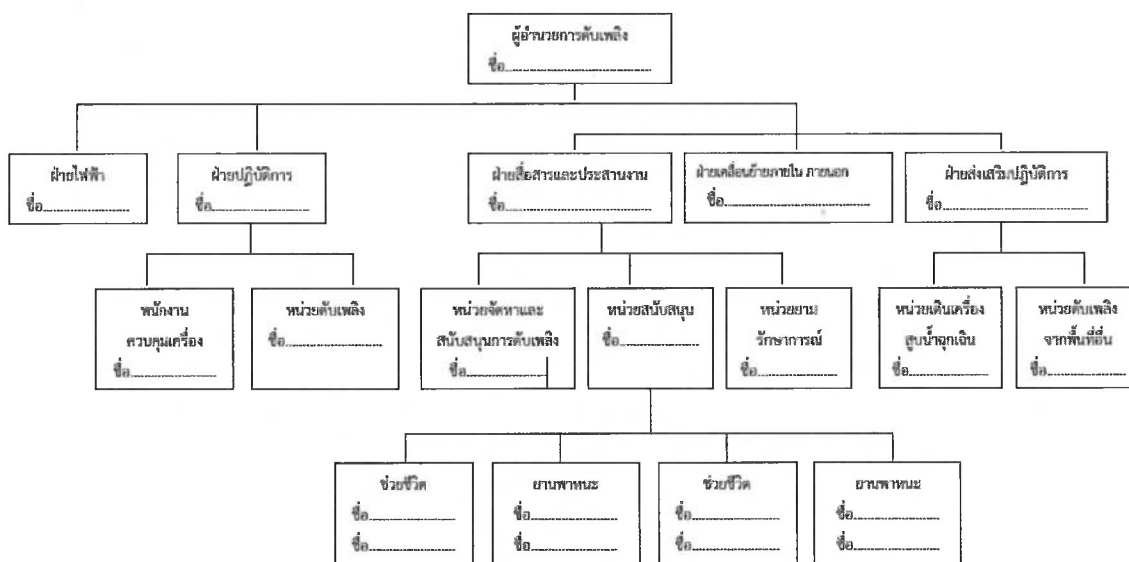 ผู้อำนวยการดับเพลิง
ชื่อ
ฝ่ายไฟฟ้า
ชื่อ
ฝ่ายปฏิบัติการ
ชื่อ
ฝ่ายสื่อสารและประสานงาน
ชื่อ
ฝ่ายเคลื่อนย้ายภายใน ภายนอก
ชื่อ
ฝ่ายส่งเสริมปฏิบัติการ
ชื่อ
พนักงาน
ควบคุมเครื่อง
ชื่อ
หน่วยดับเพลิง
ชื่อ
หน่วยจัดหาและ
สนับสนุนการดับเพลิง
ชื่อ
หน่วยสนับสนุน
ชื่อ
หน่วยยาม
รักษาการณ์
ชื่อ
หน่วยเดินเครื่อง
สูบน้ำฉุกเฉิน
ชื่อ
หน่วยดับเพลิง
จากพื้นที่อื่น
ชื่อ
ช่วยชีวิต
ชื่อ
ชื่อ
ยานพาหนะ
ชื่อ
ชื่อ
ช่วยชีวิต
ชื่อ
ชื่อ
ยานพาหนะ
ชื่อ
ชื่อ